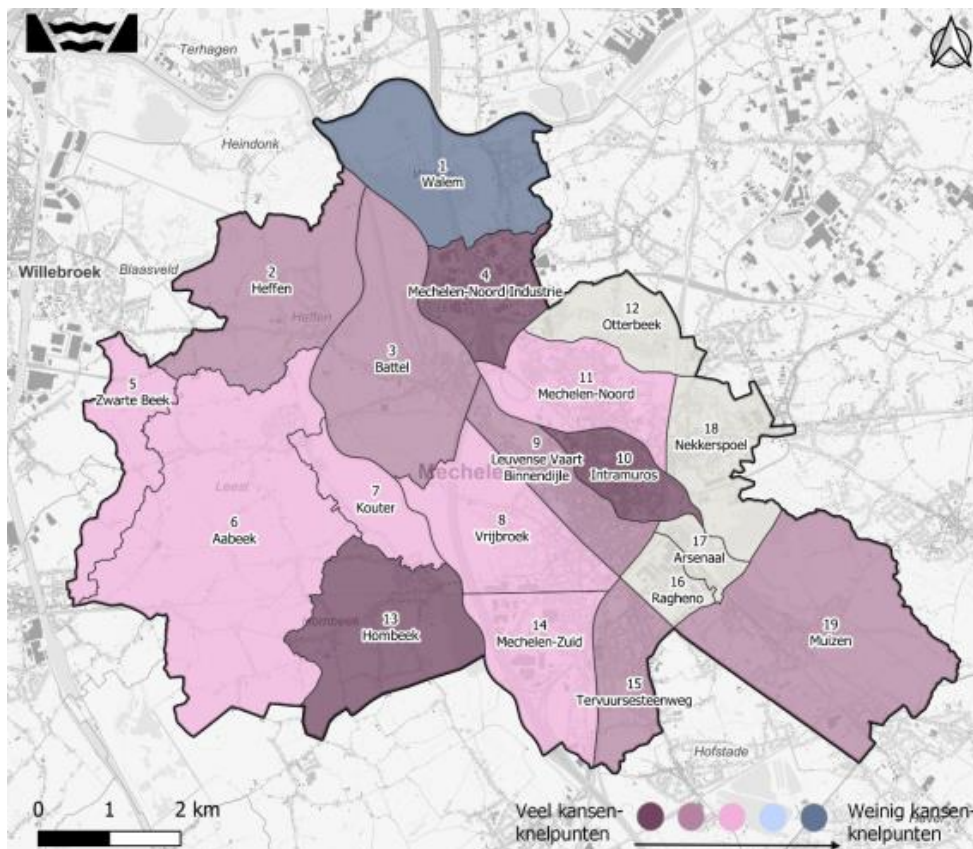 Terhagen
Heindonk
1
Walem
Willebroek
Blaasveld
2
Heffen
Heffen
4
Mechelen-Noord Industrie
12
Otterbeek
3
Battel
5
Zwarte Beek
11
Mechelen-Noord
18
Nekkerspoel
9
Leuvense Vaart
Binnendijle
10
Intramuros
Mechelen
Leest
7
Kouter
6
Aabeek
8
Vrijbroek
17
Arsenaal
16
Ragheno
13
Hombeek
Hombeek
14
Mechelen-Zuid
19
Muizen
15
Tervuursesteenweg
Hofstade
0 1 2 km
Veel kansen-
knelpunten
Weinig kansen-
knelpunten